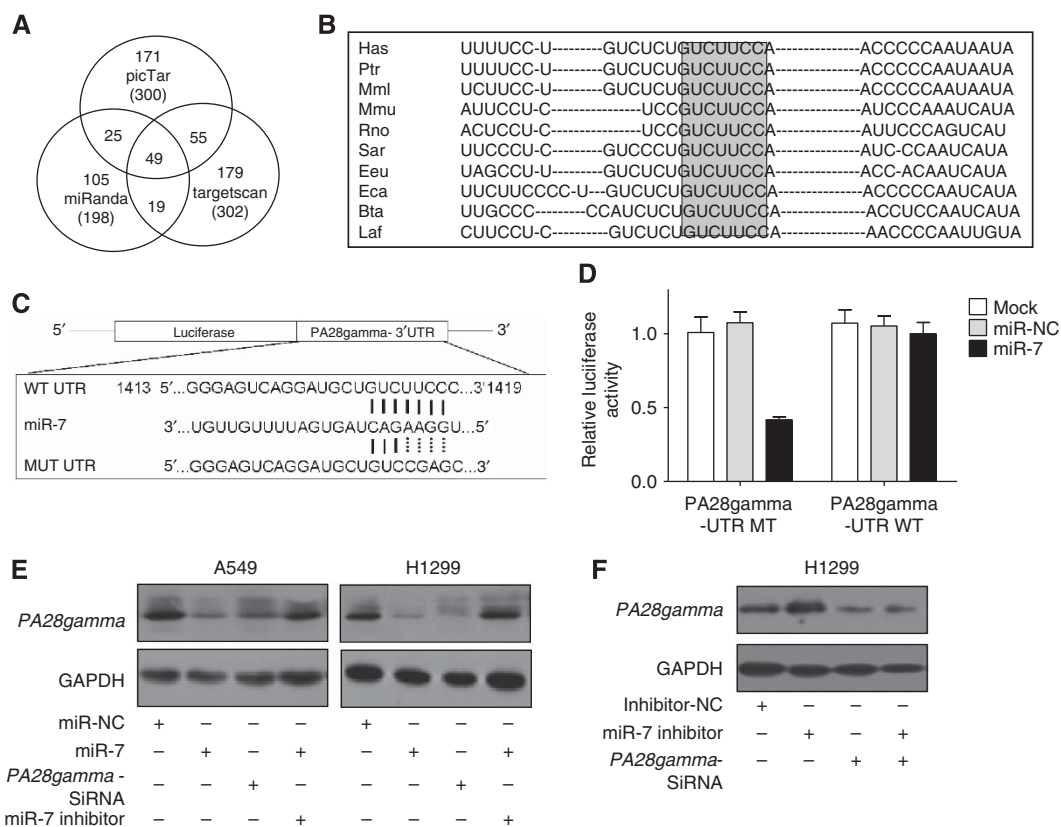 A
171
picTar
(300)
25
55
49
105
miRanda
(198)
19
179
targetscan
(302)
B
Has UUUUCC-U---------GUCUCUGUCUUCCA--------------ACCCCCAAUAAUA
Ptr UUUUCC-U---------GUCUCUGUCUUCCA--------------ACCCCCAAUAAUA
Mml UCUUCC-U---------GUCUCUGUCUUCCA--------------ACCCCCAAUAAUA
Mmu AUUCCU-C--------------UCCGUCUUCCA--------------AUCCCAAAUCAUA
Rno ACUCCU-C--------------UCCGUCUUCCA--------------AUUCCCAGUCAU
Sar UUCCCU-C---------GUCCCUGUCUUCCA--------------AUC-CCAAUCAUA
Eeu UAGCCU-U---------GUCUCUGUCUUCCA--------------ACC-ACAAUCAUA
Eca UUCUUCCCC-U---GUCUCUGUCUUCCA--------------ACCCCCAAUCAUA
Bta UUGCCC---------CCAUCUCUGUCUUCCA--------------ACCUCCAAUCAUA
Laf CUUCCU-C----------GUCUCUGUCUUCCA--------------AACCCCAAUUGUA
C
5′ Luciferase PA28gamma- 3′UTR 3′
WT UTR 1413 5′...GGGAGUCAGGAUGCUGUCUUCCC...3′1419
miR-7 3′...UGUUGUUUUAGUGAUCAGAAGGU...5′
MUT UTR 5′...GGGAGUCAGGAUGCUGUCCGAGC...3′
D
Relative luciiferase
activity
1.0
0.5
0.0
PA28gamma
-UTR MT
PA28gamma
-UTR WT
Mock
miR-NC
miR-7
E
A549 H1299
PA28gamma
GAPDH
miR-NC + – – – + – – –
miR-7 – + – + – + – +
PA28gamma -
SiRNA – – + – – – + –
miR-7 inhibitor – – – + – – – +
F
H1299
PA28gamma
GAPDH
Inhibitor-NC + – – –
miR-7 inhibitor – + – +
PA28gamma-
SiRNA – – + +